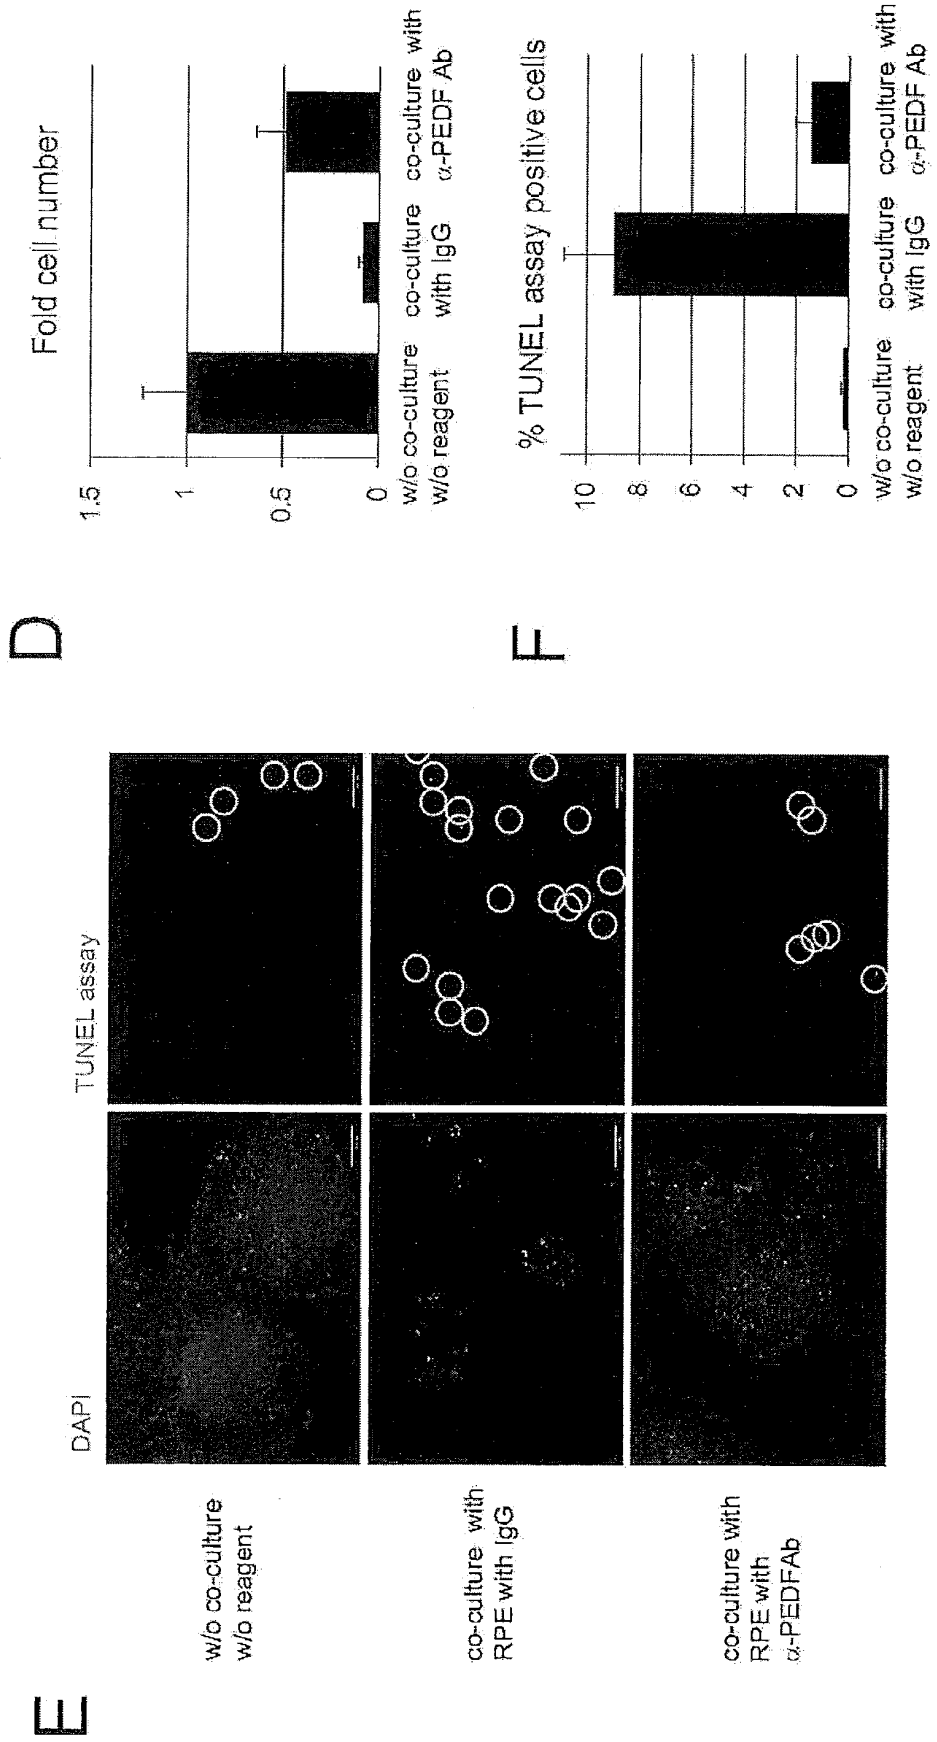 E
DAPI
TUNEL assay
w/o co-culture
w/o reagent
co-culture with
RPE with IgG
co-culture with
RPE with
α-PEDFAb
D
Fold cell number
1.5
1
0.5
0
w/o co-culture co-culture co-culture with
w/o reagent with IgG α-PEDF Ab
F
% TUNEL assay positive cells
10
8
6
4
2
0
w/o co-culture co-culture co-culture with
w/o reagent with IgG α-PEDF Ab